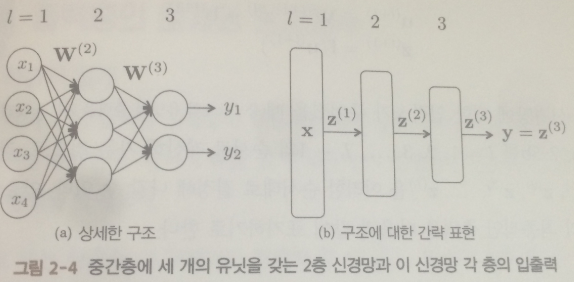 l = 1 2 3
W⁽²⁾
W⁽³⁾
x₁
x₂
x₃
x₄
y₁
y₂
(a) 상세한 구조
l = 1 2 3
x z⁽¹⁾ z⁽²⁾ z⁽³⁾ y = z⁽³⁾
(b) 구조에 대한 간략 표현
그림 2-4 중간층에 세 개의 유닛을 갖는 2층 신경망과 이 신경망 각 층의 입출력